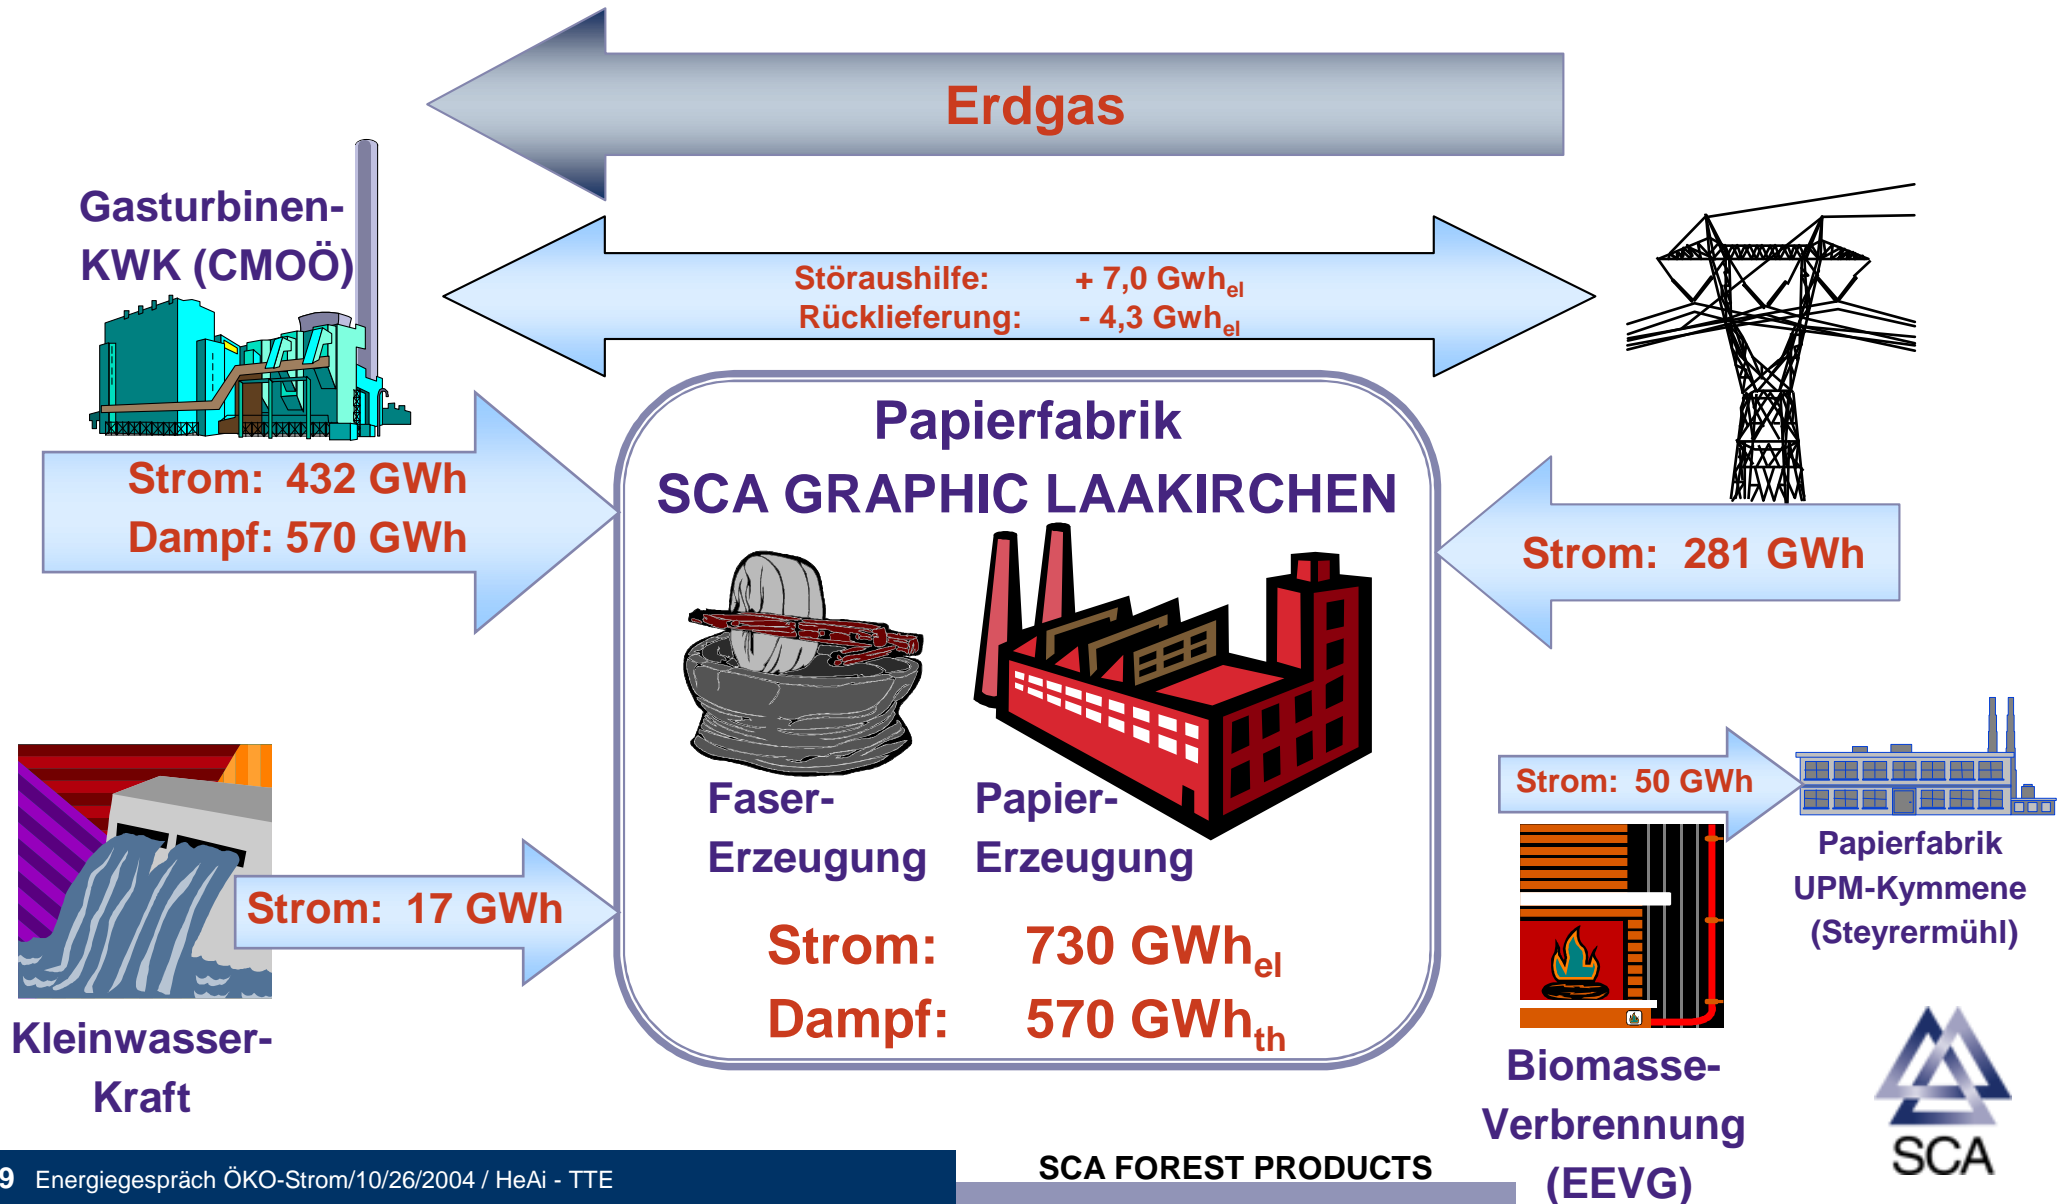 Erdgas
Gasturbinen-
KWK (CMOÖ)
Störaushilfe: + 7,0 Gwhel
Rücklieferung: - 4,3 Gwhel
Strom: 432 GWh
Dampf: 570 GWh
Papierfabrik
SCA GRAPHIC LAAKIRCHEN
Strom: 281 GWh
Faser-
Erzeugung
Papier-
Erzeugung
Strom: 50 GWh
Papierfabrik
UPM-Kymmene
(Steyrermühl)
Strom: 17 GWh
Strom: 730 GWhel
Dampf: 570 GWhth
Kleinwasser-
Kraft
Biomasse-
Verbrennung
(EEVG)
SCA
9 Energiegespräch ÖKO-Strom/10/26/2004 / HeAi - TTE
SCA FOREST PRODUCTS